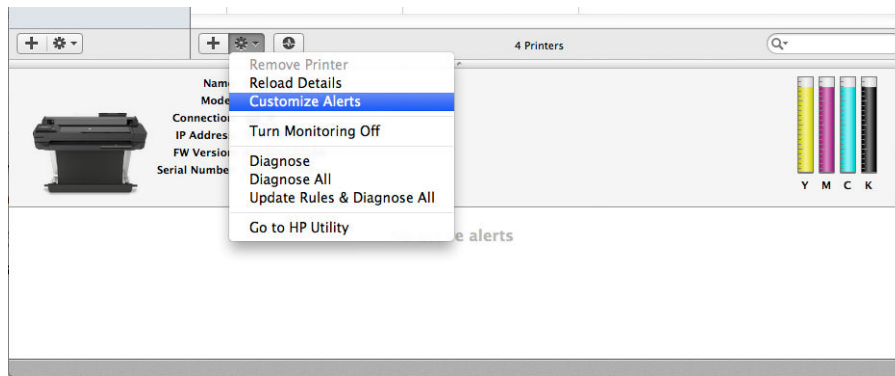 4 Printers
Remove Printer
Reload Details
Customize Alerts
Turn Monitoring Off
Diagnose
Diagnose All
Update Rules & Diagnose All
Go to HP Utility
Name
Mode
Connection
IP Addres
FW Version
Serial Numbe
Y M C K
e alerts